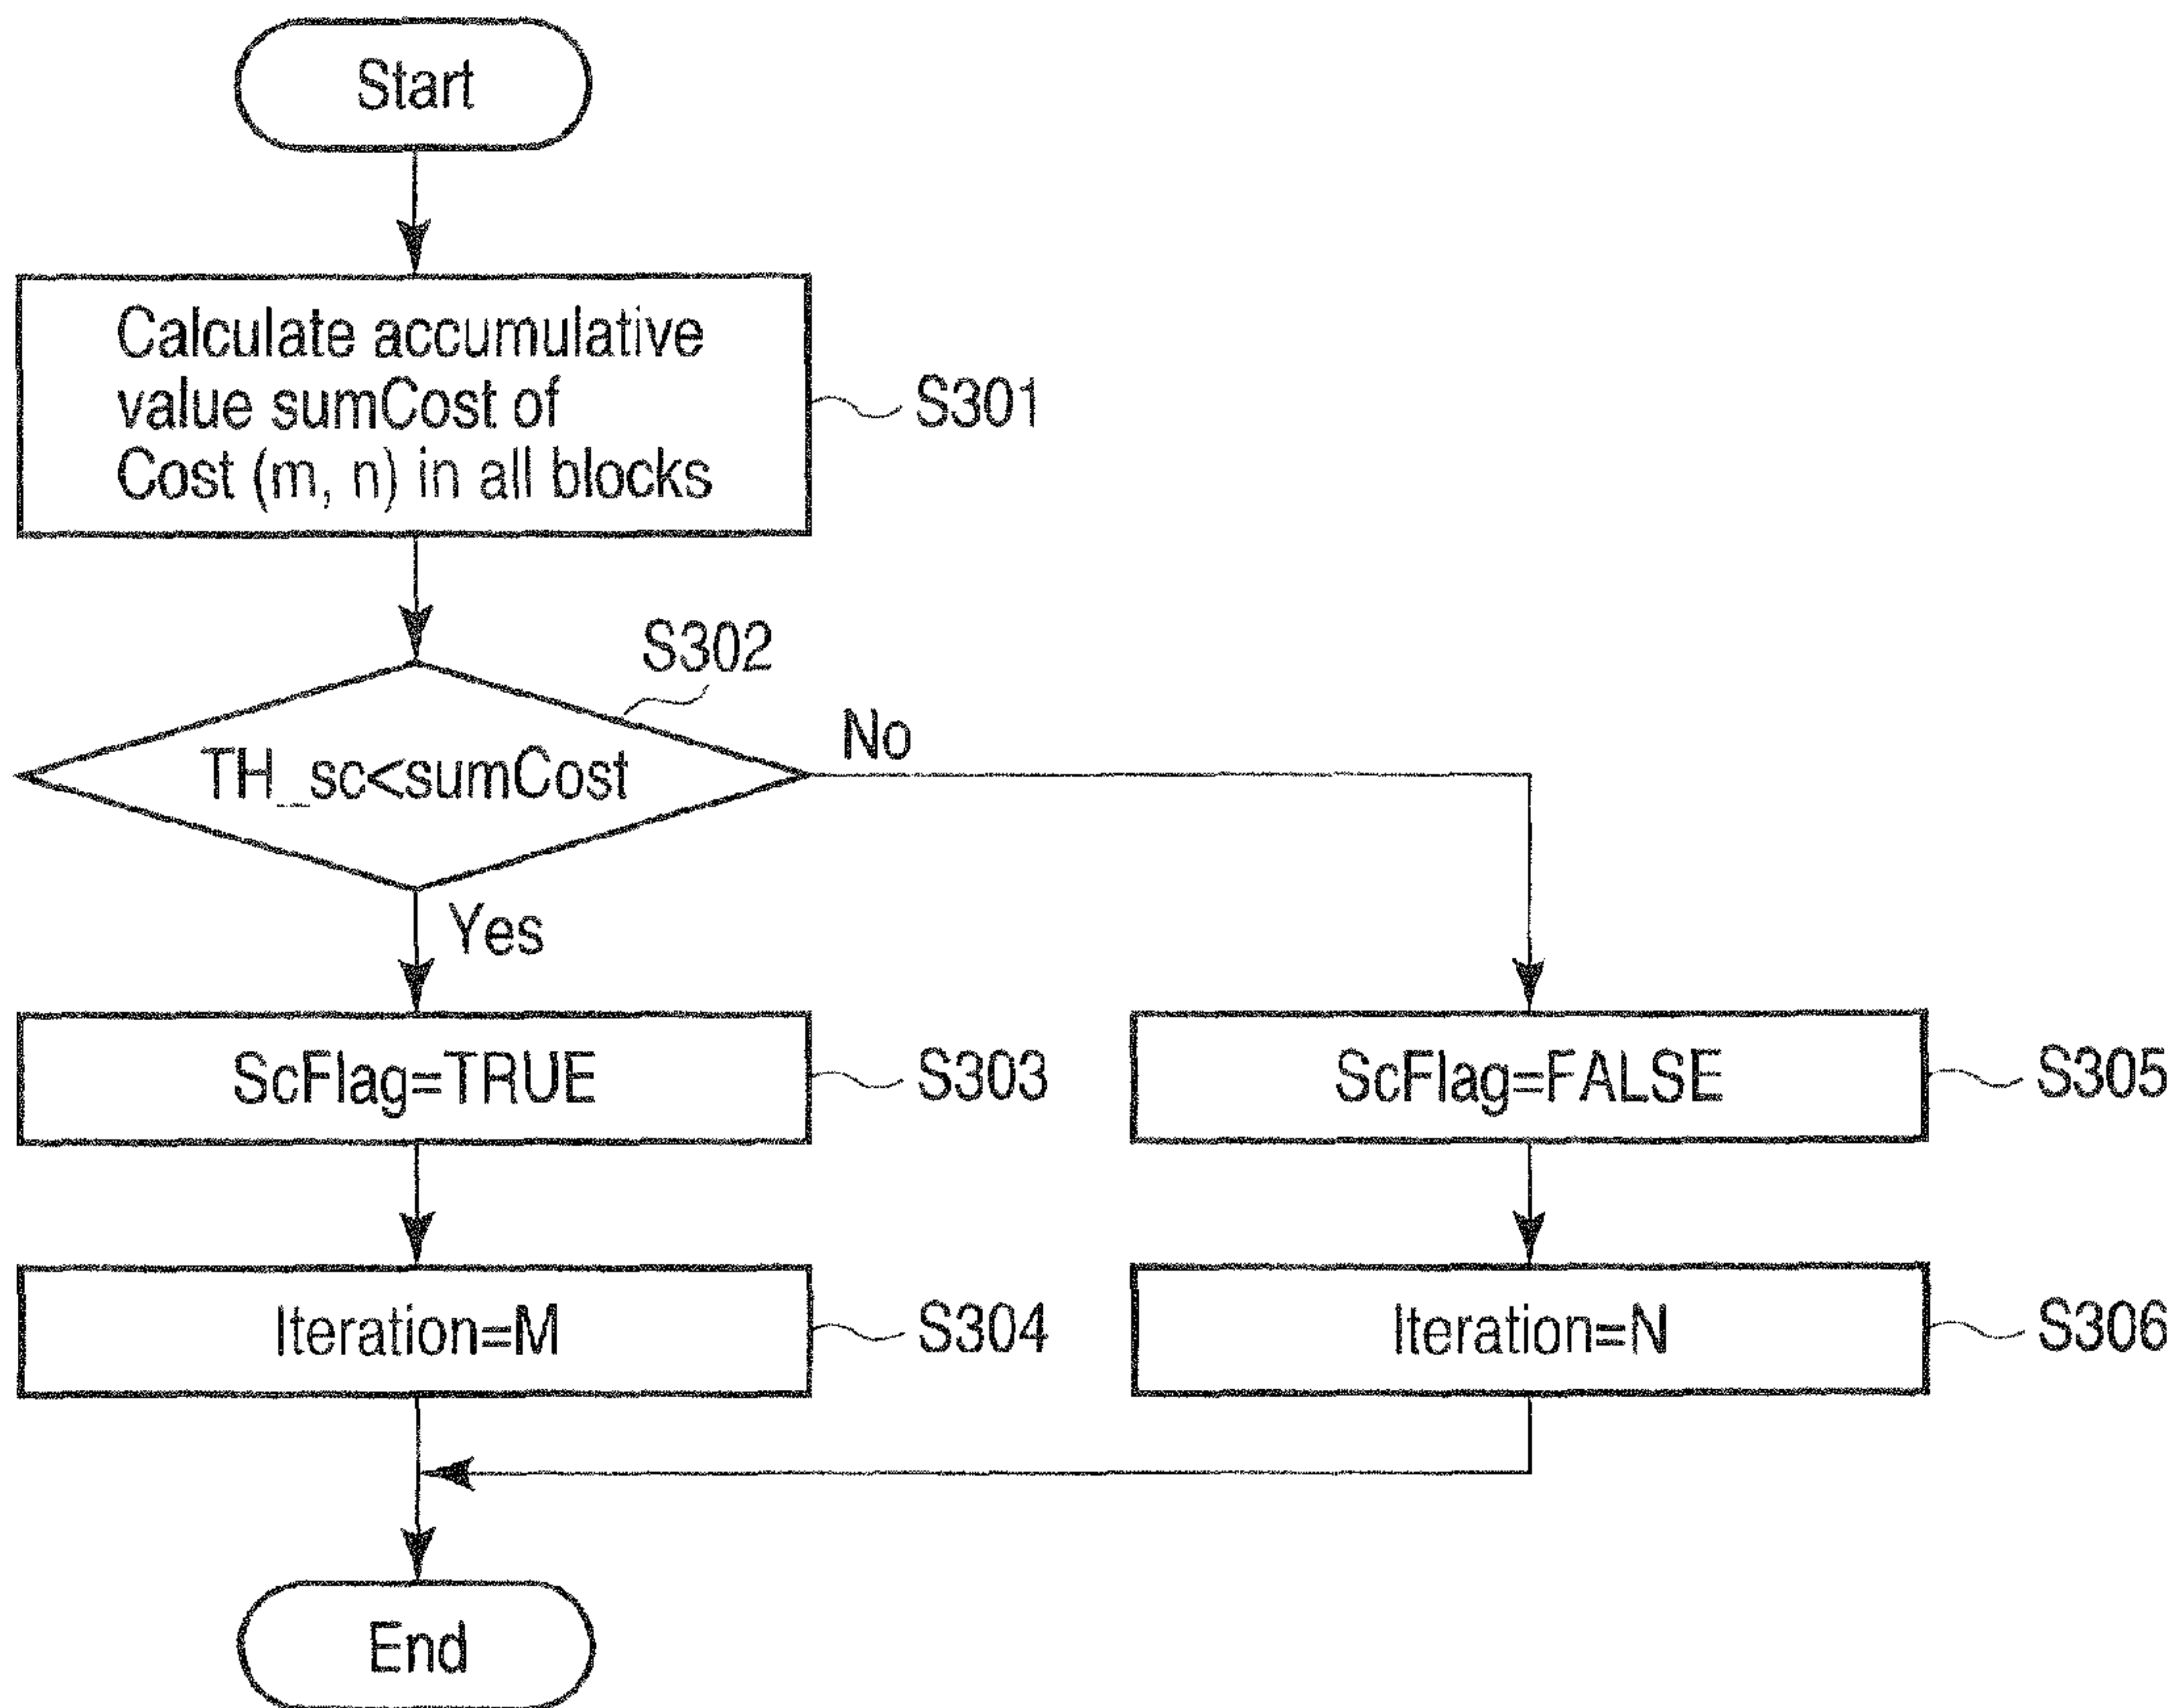 Start
Calculate accumulative
value sumCost of
Cost (m, n) in all blocks
S301
S302
TH_sc<sumCost
No
Yes
ScFlag=TRUE
S303
ScFlag=FALSE
S305
Iteration=M
S304
Iteration=N
S306
End